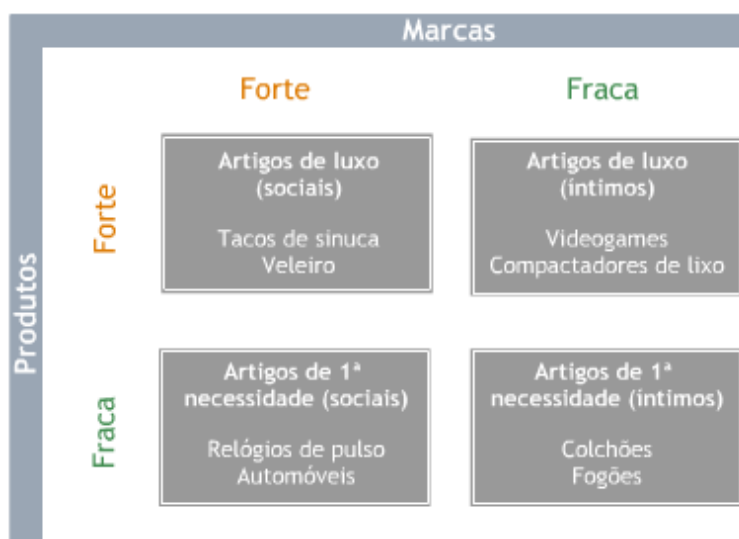 Marcas
Forte
Fraca
Produtos
Forte
Artigos de luxo
(sociais)
Tacos de sinuca
Veleiro
Artigos de luxo
(íntimos)
Videogames
Compactadores de lixo
Fraca
Artigos de 1ª
necessidade (sociais)
Relógios de pulso
Automóveis
Artigos de 1ª
necessidade (íntimos)
Colchões
Fogões